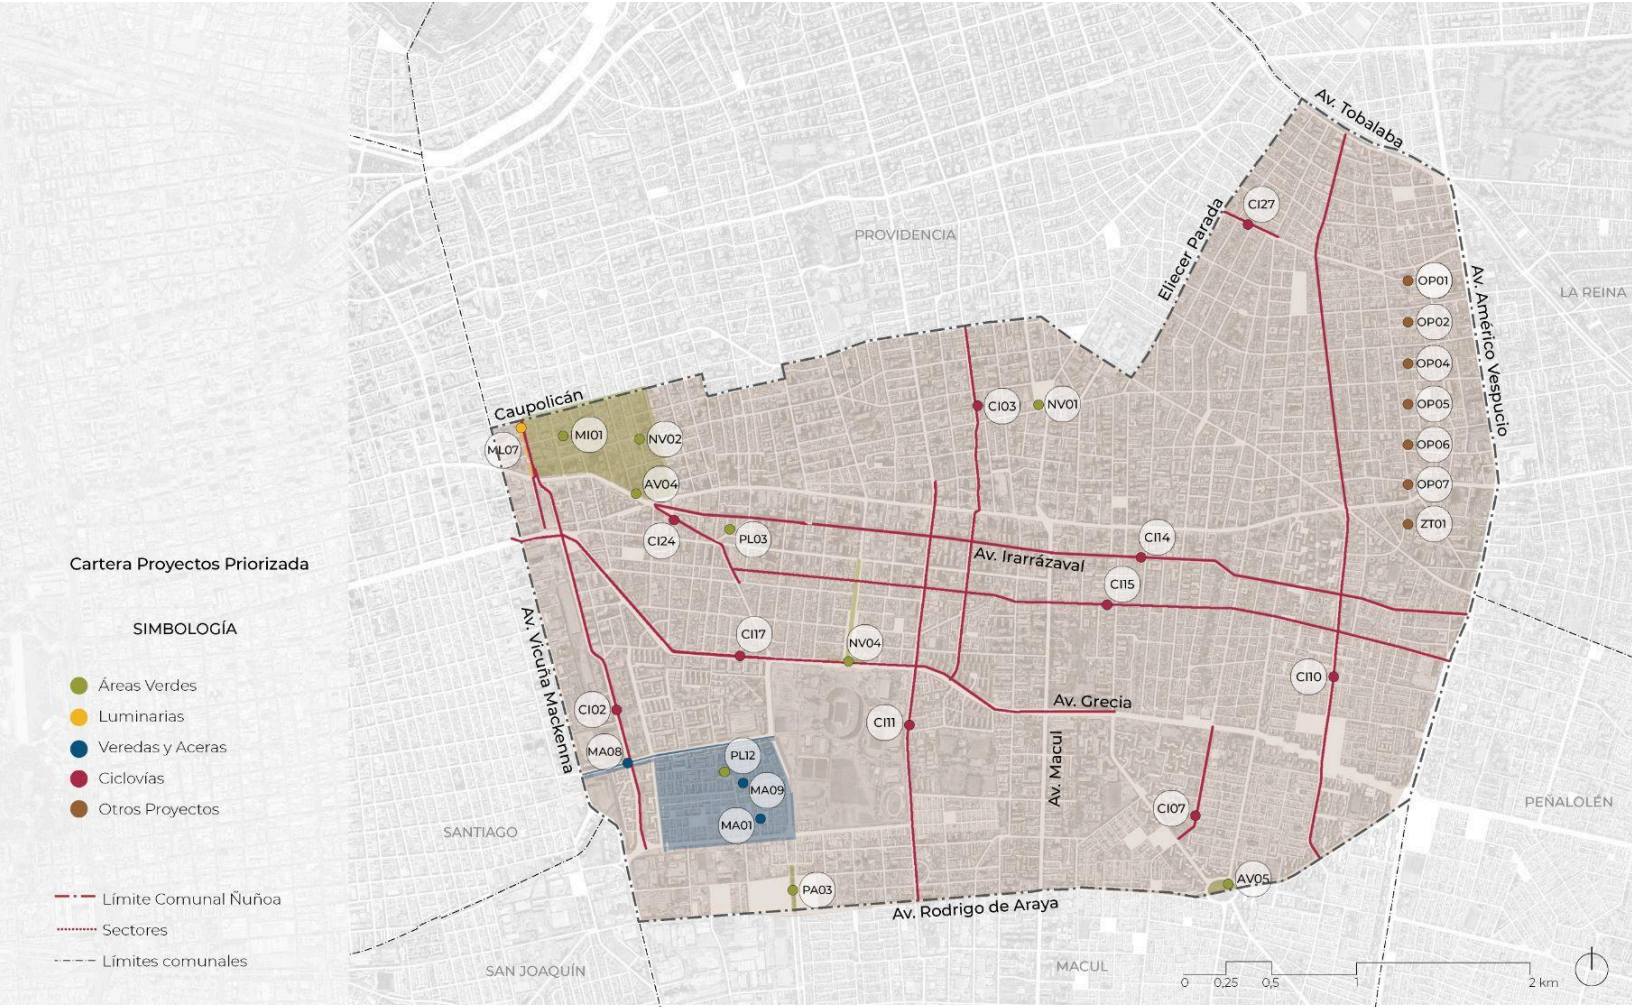 Av. Tobalaba
CI27
PROVIDENCIA
Eliecer Parada
OP01
Av. Américo Vespucio
LA REINA
OP02
OP04
Caupolicán
CI03
NV01
OP05
MI01
NV02
ML07
OP06
AV04
OP07
ZT01
CI24
PL03
CI14
Av. Irarrázaval
Cartera Proyectos Priorizada
CI15
SIMBOLOGÍA
CI17
NV04
Av. Vicuña Mackenna
CI10
Áreas Verdes
Luminarias
Veredas y Aceras
Ciclovías
Otros Proyectos
CI02
Av. Grecia
CI11
MA08
PL12
Av. Macul
MA09
CI07
PEÑALOLÉN
MA01
SANTIAGO
AV05
PA03
Límite Comunal Ñuñoa
Av. Rodrigo de Araya
Sectores
Límites comunales
SAN JOAQUÍN
MACUL
0 0,25 0,5 1 2 km